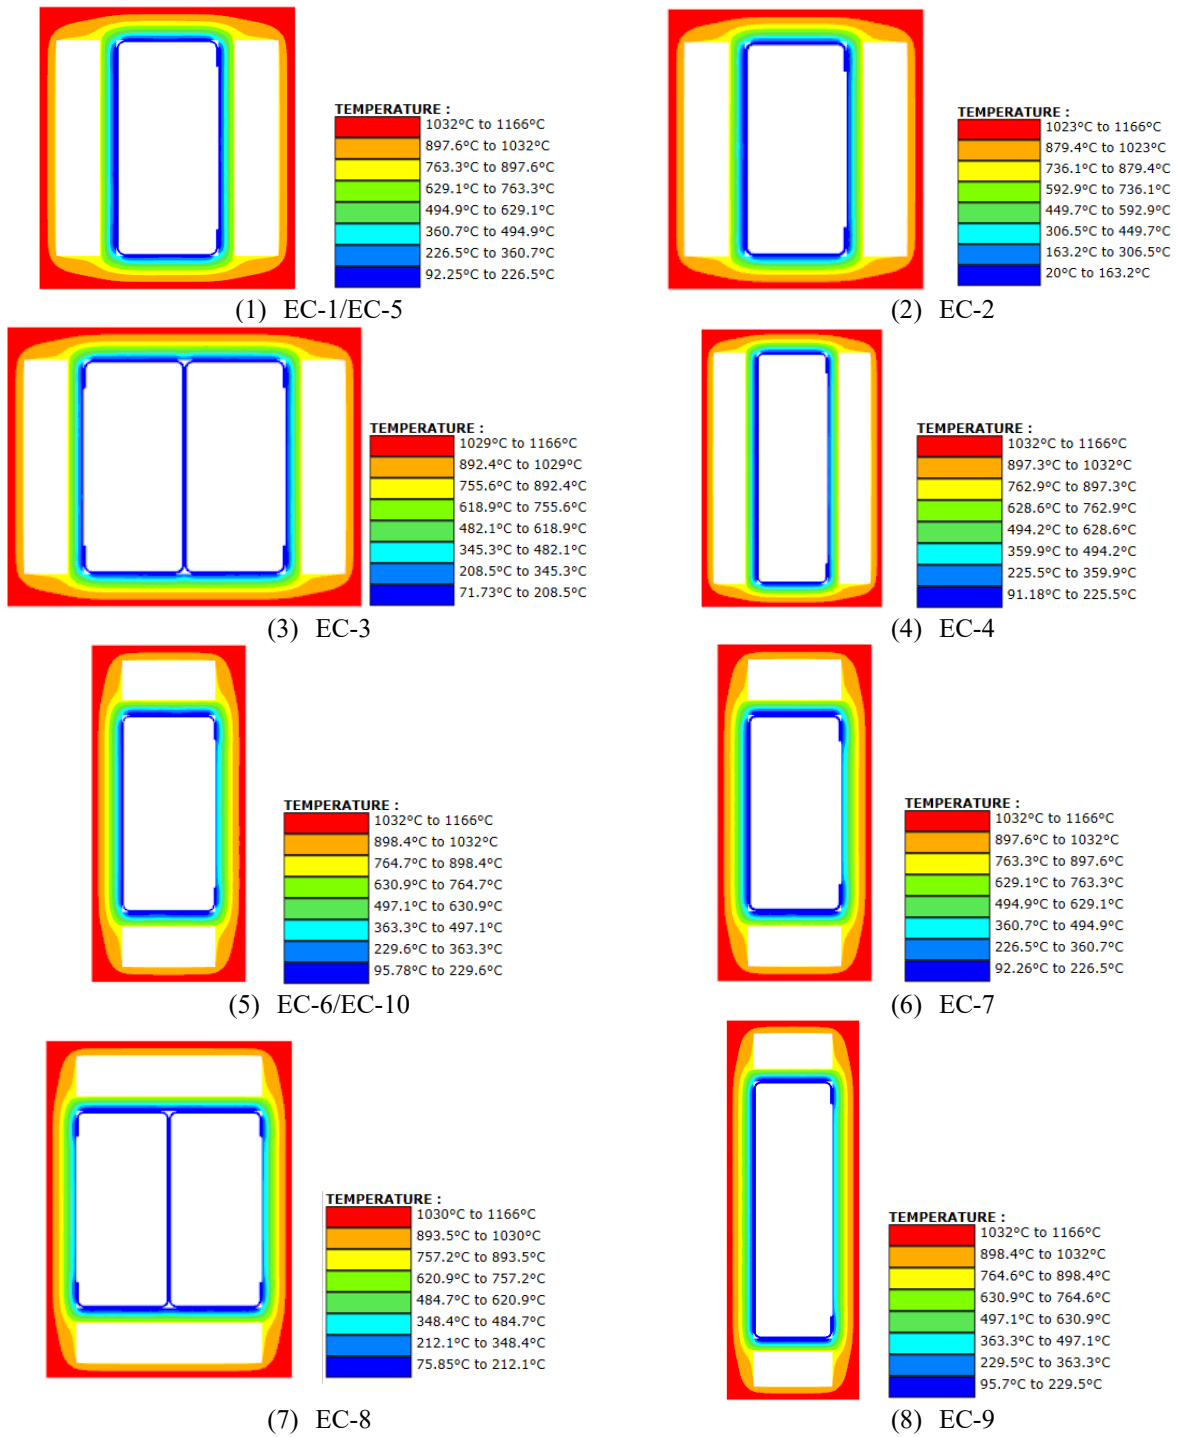 TEMPERATURE :
1032°C to 1166°C
897.6°C to 1032°C
763.3°C to 897.6°C
629.1°C to 763.3°C
494.9°C to 629.1°C
360.7°C to 494.9°C
226.5°C to 360.7°C
92.25°C to 226.5°C
(1) EC-1/EC-5
TEMPERATURE :
1023°C to 1166°C
879.4°C to 1023°C
736.1°C to 879.4°C
592.9°C to 736.1°C
449.7°C to 592.9°C
306.5°C to 449.7°C
163.2°C to 306.5°C
20°C to 163.2°C
(2) EC-2
TEMPERATURE :
1029°C to 1166°C
892.4°C to 1029°C
755.6°C to 892.4°C
618.9°C to 755.6°C
482.1°C to 618.9°C
345.3°C to 482.1°C
208.5°C to 345.3°C
71.73°C to 208.5°C
(3) EC-3
TEMPERATURE :
1032°C to 1166°C
897.3°C to 1032°C
762.9°C to 897.3°C
628.6°C to 762.9°C
494.2°C to 628.6°C
359.9°C to 494.2°C
225.5°C to 359.9°C
91.18°C to 225.5°C
(4) EC-4
TEMPERATURE :
1032°C to 1166°C
898.4°C to 1032°C
764.7°C to 898.4°C
630.9°C to 764.7°C
497.1°C to 630.9°C
363.3°C to 497.1°C
229.6°C to 363.3°C
95.78°C to 229.6°C
(5) EC-6/EC-10
TEMPERATURE :
1032°C to 1166°C
897.6°C to 1032°C
763.3°C to 897.6°C
629.1°C to 763.3°C
494.9°C to 629.1°C
360.7°C to 494.9°C
226.5°C to 360.7°C
92.26°C to 226.5°C
(6) EC-7
TEMPERATURE :
1030°C to 1166°C
893.5°C to 1030°C
757.2°C to 893.5°C
620.9°C to 757.2°C
484.7°C to 620.9°C
348.4°C to 484.7°C
212.1°C to 348.4°C
75.85°C to 212.1°C
(7) EC-8
TEMPERATURE :
1032°C to 1166°C
898.4°C to 1032°C
764.6°C to 898.4°C
630.9°C to 764.6°C
497.1°C to 630.9°C
363.3°C to 497.1°C
229.5°C to 363.3°C
95.7°C to 229.5°C
(8) EC-9